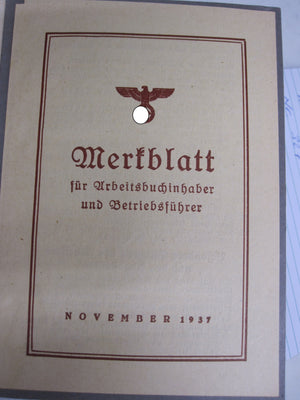 Merkblatt
für Arbeitsbuchinhaber
und Betriebsführer
NOVEMBER 1937